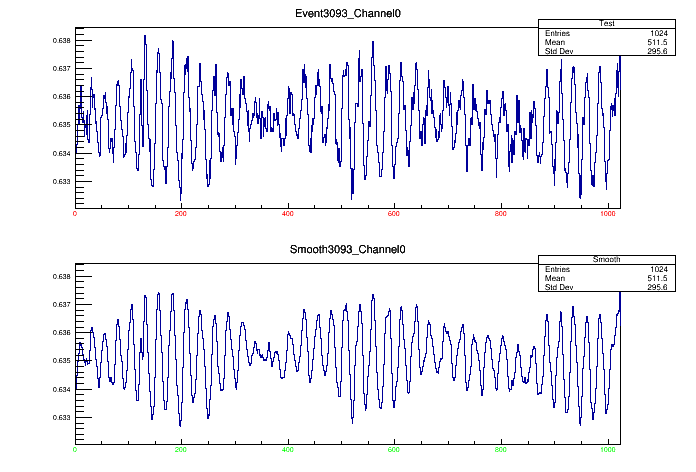 Event3093_Channel0
Test
Entries 1024
Mean 511.5
Std Dev 295.6
0.638
0.637
0.636
0.635
0.634
0.633
0 200 400 600 800 1000
Smooth3093_Channel0
Smooth
Entries 1024
Mean 511.5
Std Dev 295.6
0.638
0.637
0.636
0.635
0.634
0.633
0 200 400 600 800 1000